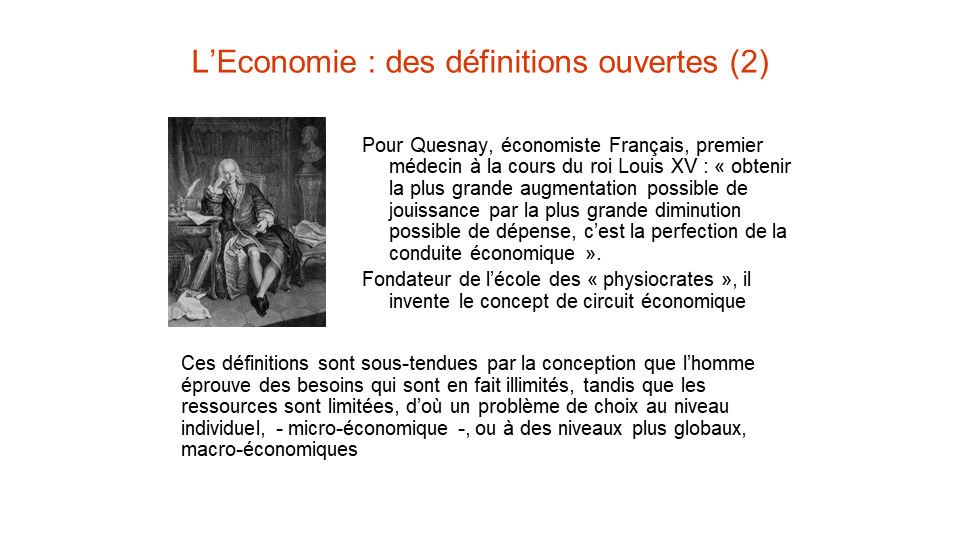 L’Economie : des définitions ouvertes (2)
Pour Quesnay, économiste Français, premier
médecin à la cours du roi Louis XV : « obtenir
la plus grande augmentation possible de
jouissance par la plus grande diminution
possible de dépense, c’est la perfection de la
conduite économique ».
Fondateur de l’école des « physiocrates », il
invente le concept de circuit économique
Ces définitions sont sous-tendues par la conception que l’homme
éprouve des besoins qui sont en fait illimités, tandis que les
ressources sont limitées, d’où un problème de choix au niveau
individuel, - micro-économique -, ou à des niveaux plus globaux,
macro-économiques